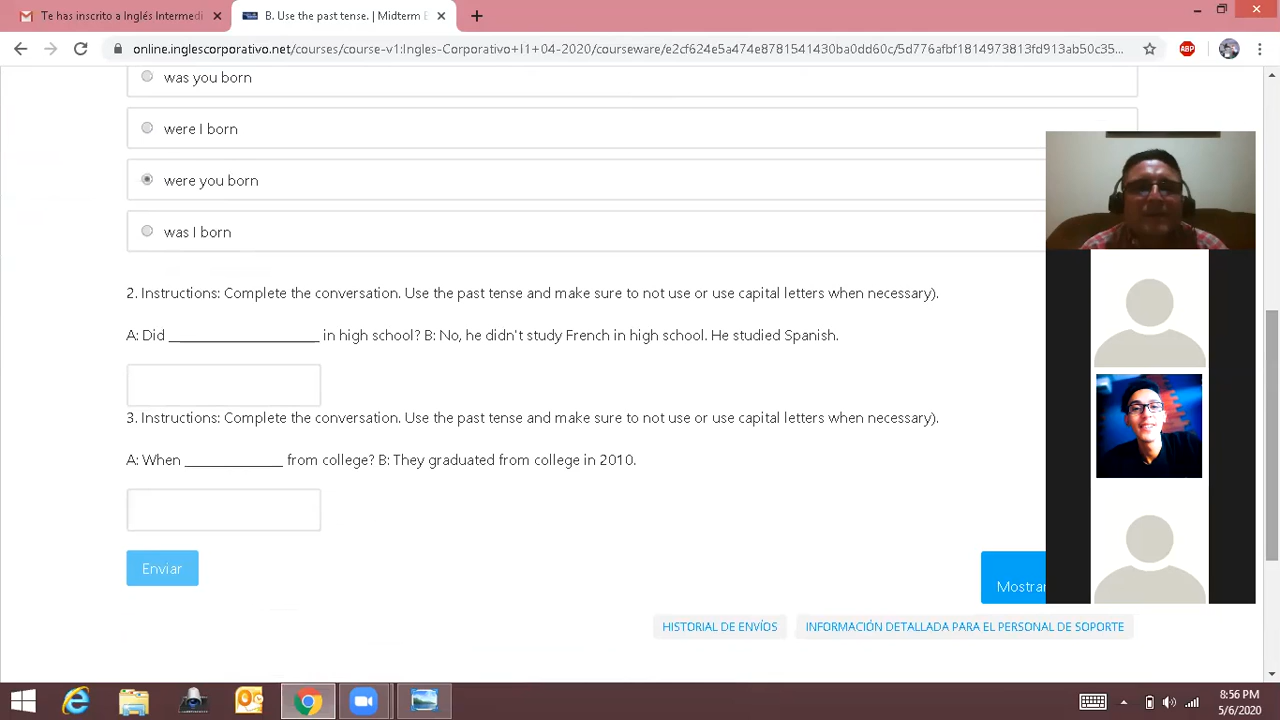 Te has inscrito a Inglés Intermedi
B. Use the past tense. | Midterm E
online.inglescorporativo.net/courses/course-v1:Ingles-Corporativo+I1+04-2020/courseware/e2cf624e5a474e8781541430ba0dd60c/5d776afbf1814973813fd913ab50c35...
ABP
was you born
were I born
were you born
was I born
2. Instructions: Complete the conversation. Use the past tense and make sure to not use or use capital letters when necessary).
A: Did ____________________ in high school? B: No, he didn't study French in high school. He studied Spanish.
3. Instructions: Complete the conversation. Use the past tense and make sure to not use or use capital letters when necessary).
A: When _____________ from college? B: They graduated from college in 2010.
Enviar
Mostrar
HISTORIAL DE ENVÍOS
INFORMACIÓN DETALLADA PARA EL PERSONAL DE SOPORTE
8:56 PM
5/6/2020